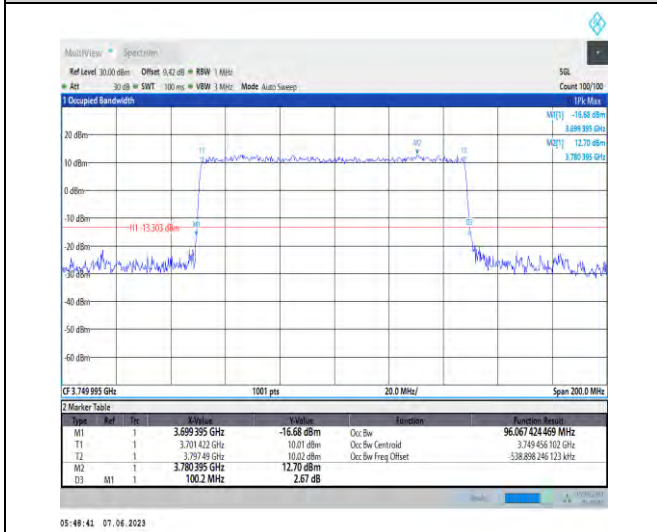 MultiView Spectrum
Ref Level 30.00 dBm Offset 9.42 dB RBW 1 MHz SGL
Att 30 dB SWT 100 ms VBW 3 MHz Mode Auto Sweep Count 100/100
1 Occupied Bandwidth 1Pk Max
M1[1] -16.68 dBm
3.699 395 GHz
20 dBm
M2[1] 12.70 dBm
3.780 395 GHz
T1 M2 T2
10 dBm
0 dBm
-10 dBm
H1 -13.303 dBm M1 D3
-20 dBm
-30 dBm
-40 dBm
-50 dBm
-60 dBm
CF 3.749 995 GHz 1001 pts 20.0 MHz/ Span 200.0 MHz
2 Marker Table
Type Ref Trc X-Value Y-Value Function Function Result
M1 1 3.699 395 GHz -16.68 dBm Occ Bw 96.067 424 469 MHz
T1 1 3.701 422 GHz 10.01 dBm Occ Bw Centroid 3.749 456 102 GHz
T2 1 3.797 49 GHz 10.02 dBm Occ Bw Freq Offset -538.898 246 123 kHz
M2 1 3.780 395 GHz 12.70 dBm
D3 M1 1 100.2 MHz 2.67 dB
05:48:41 07.06.2023